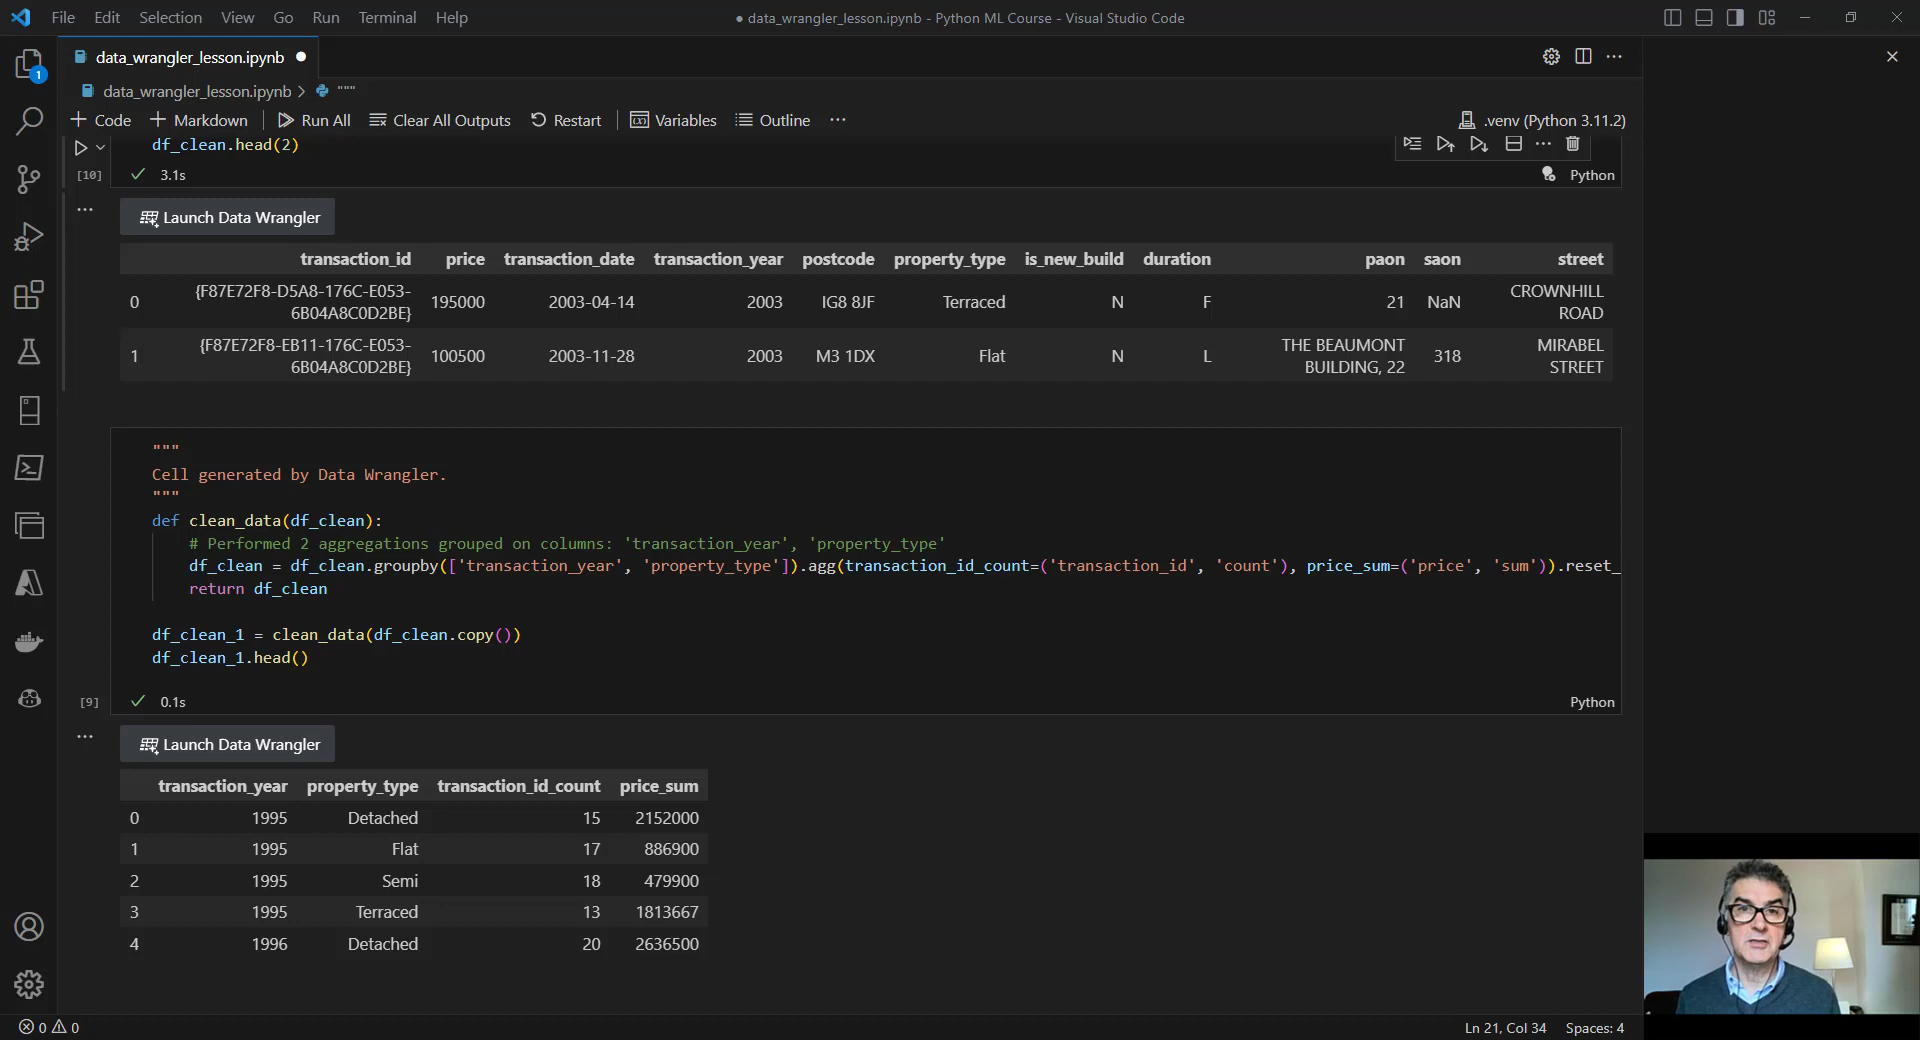 File Edit Selection View Go Run Terminal Help
● data_wrangler_lesson.ipynb - Python ML Course - Visual Studio Code
1
data_wrangler_lesson.ipynb ●
data_wrangler_lesson.ipynb > """
+ Code + Markdown Run All Clear All Outputs Restart Variables Outline ...
.venv (Python 3.11.2)
df_clean.head(2)
[10] ✓ 3.1s Python
Launch Data Wrangler
transaction_id price transaction_date transaction_year postcode property_type is_new_build duration paon saon street
0 {F87E72F8-D5A8-176C-E053- 195000 2003-04-14 2003 IG8 8JF Terraced N F 21 NaN CROWNHILL
6B04A8C0D2BE} ROAD
1 {F87E72F8-EB11-176C-E053- 100500 2003-11-28 2003 M3 1DX Flat N L THE BEAUMONT 318 MIRABEL
6B04A8C0D2BE} BUILDING, 22 STREET
"""
Cell generated by Data Wrangler.
"""
def clean_data(df_clean):
# Performed 2 aggregations grouped on columns: 'transaction_year', 'property_type'
df_clean = df_clean.groupby(['transaction_year', 'property_type']).agg(transaction_id_count=('transaction_id', 'count'), price_sum=('price', 'sum')).reset_
return df_clean
df_clean_1 = clean_data(df_clean.copy())
df_clean_1.head()
[9] ✓ 0.1s Python
Launch Data Wrangler
transaction_year property_type transaction_id_count price_sum
0 1995 Detached 15 2152000
1 1995 Flat 17 886900
2 1995 Semi 18 479900
3 1995 Terraced 13 1813667
4 1996 Detached 20 2636500
0 0 Ln 21, Col 34 Spaces: 4